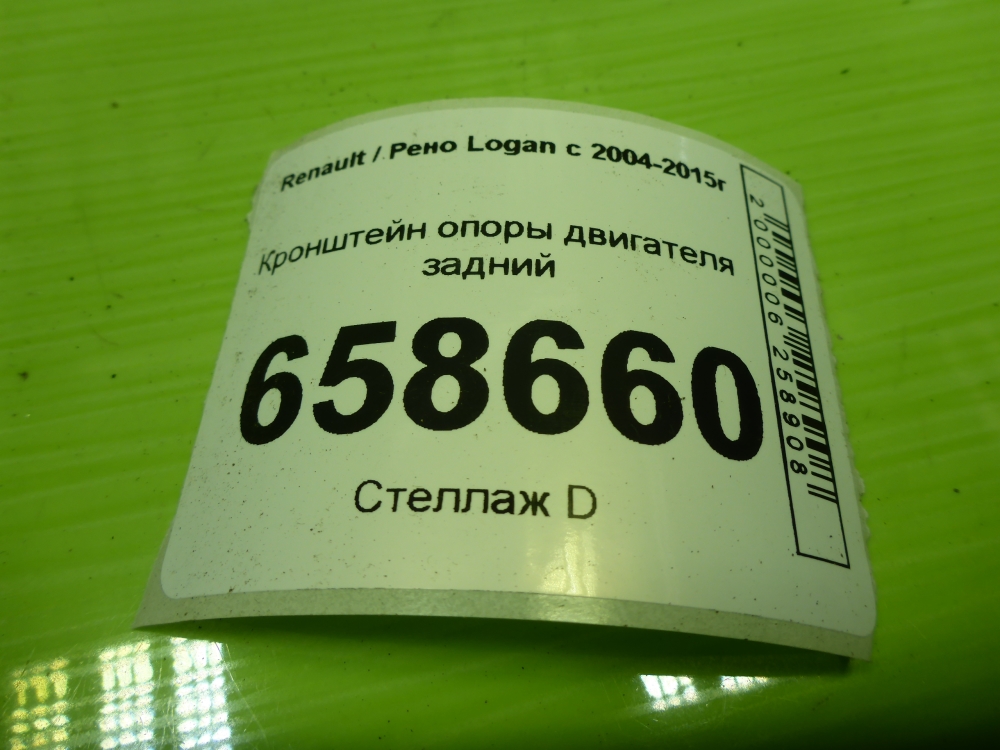 Renault / Рено Logan с 2004-2015г
Кронштейн опоры двигателя
задний
658660
Стеллаж D
2000006258908